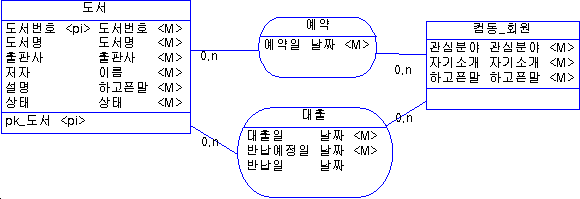 도서
도서번호 <pi> 도서번호 <M>
도서명 도서명 <M>
출판사 출판사 <M>
저자 이름 <M>
설명 하고픈말 <M>
상태 상태 <M>
pk_도서 <pi>
예약
예약일 날짜 <M>
0,n
0,n
컴동_회원
관심분야 관심분야 <M>
자기소개 자기소개 <M>
하고픈말 하고픈말 <M>
대출
대출일 날짜 <M>
반납예정일 날짜 <M>
반납일 날짜
0,n
0,n